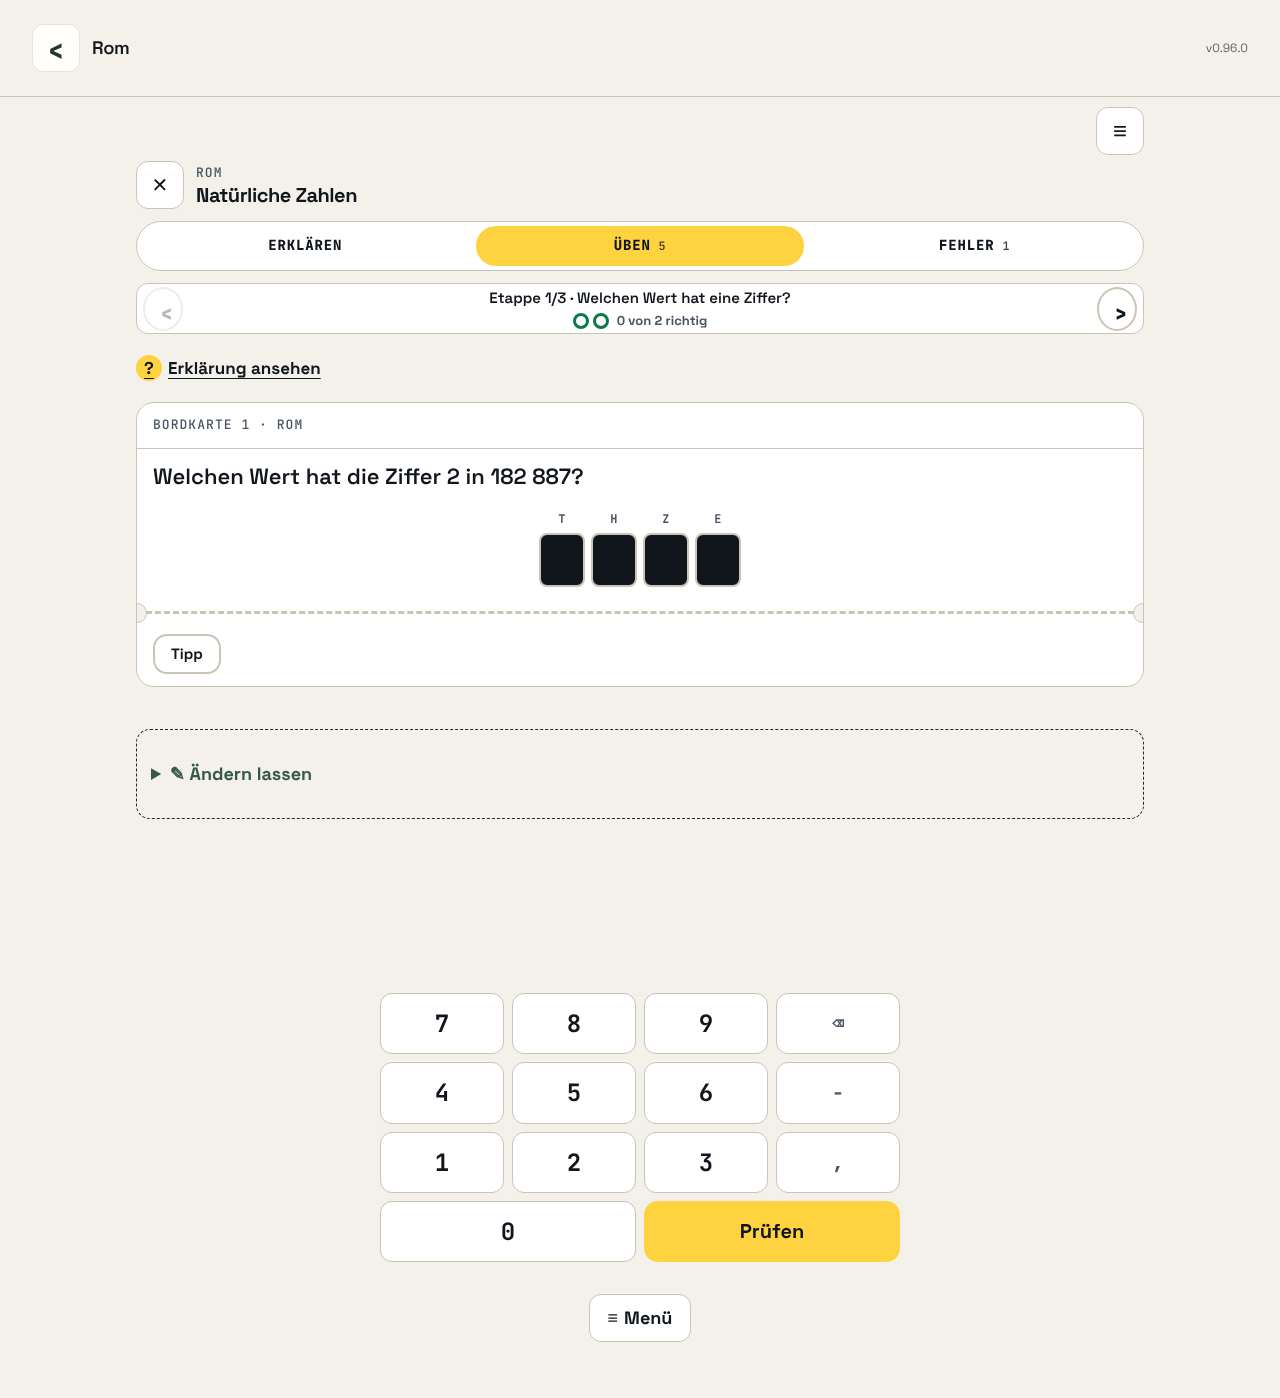 < Rom
v0.96.0
≡
✕
ROM
Natürliche Zahlen
ERKLÄREN
ÜBEN 5
FEHLER 1
<
Etappe 1/3 · Welchen Wert hat eine Ziffer?
0 von 2 richtig
>
? Erklärung ansehen
BORDKARTE 1 · ROM
Welchen Wert hat die Ziffer 2 in 182 887?
T H Z E
Tipp
▶ ✎ Ändern lassen
7 8 9 ⌫
4 5 6 -
1 2 3 ,
0 Prüfen
≡ Menü